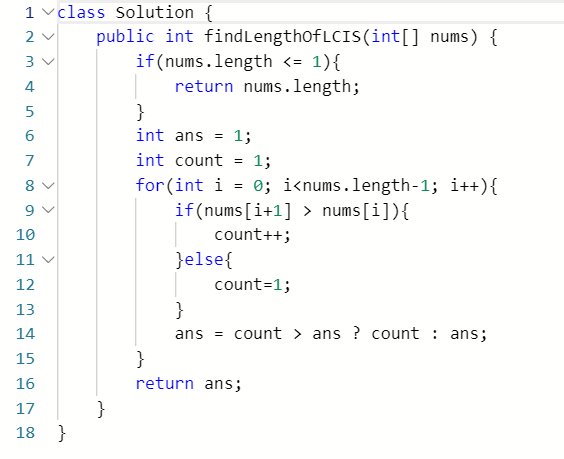 1 class Solution {
2     public int findLengthOfLCIS(int[] nums) {
3         if(nums.length <= 1){
4             return nums.length;
5         }
6         int ans = 1;
7         int count = 1;
8         for(int i = 0; i<nums.length-1; i++){
9             if(nums[i+1] > nums[i]){
10                 count++;
11             }else{
12                 count=1;
13             }
14             ans = count > ans ? count : ans;
15         }
16         return ans;
17     }
18 }